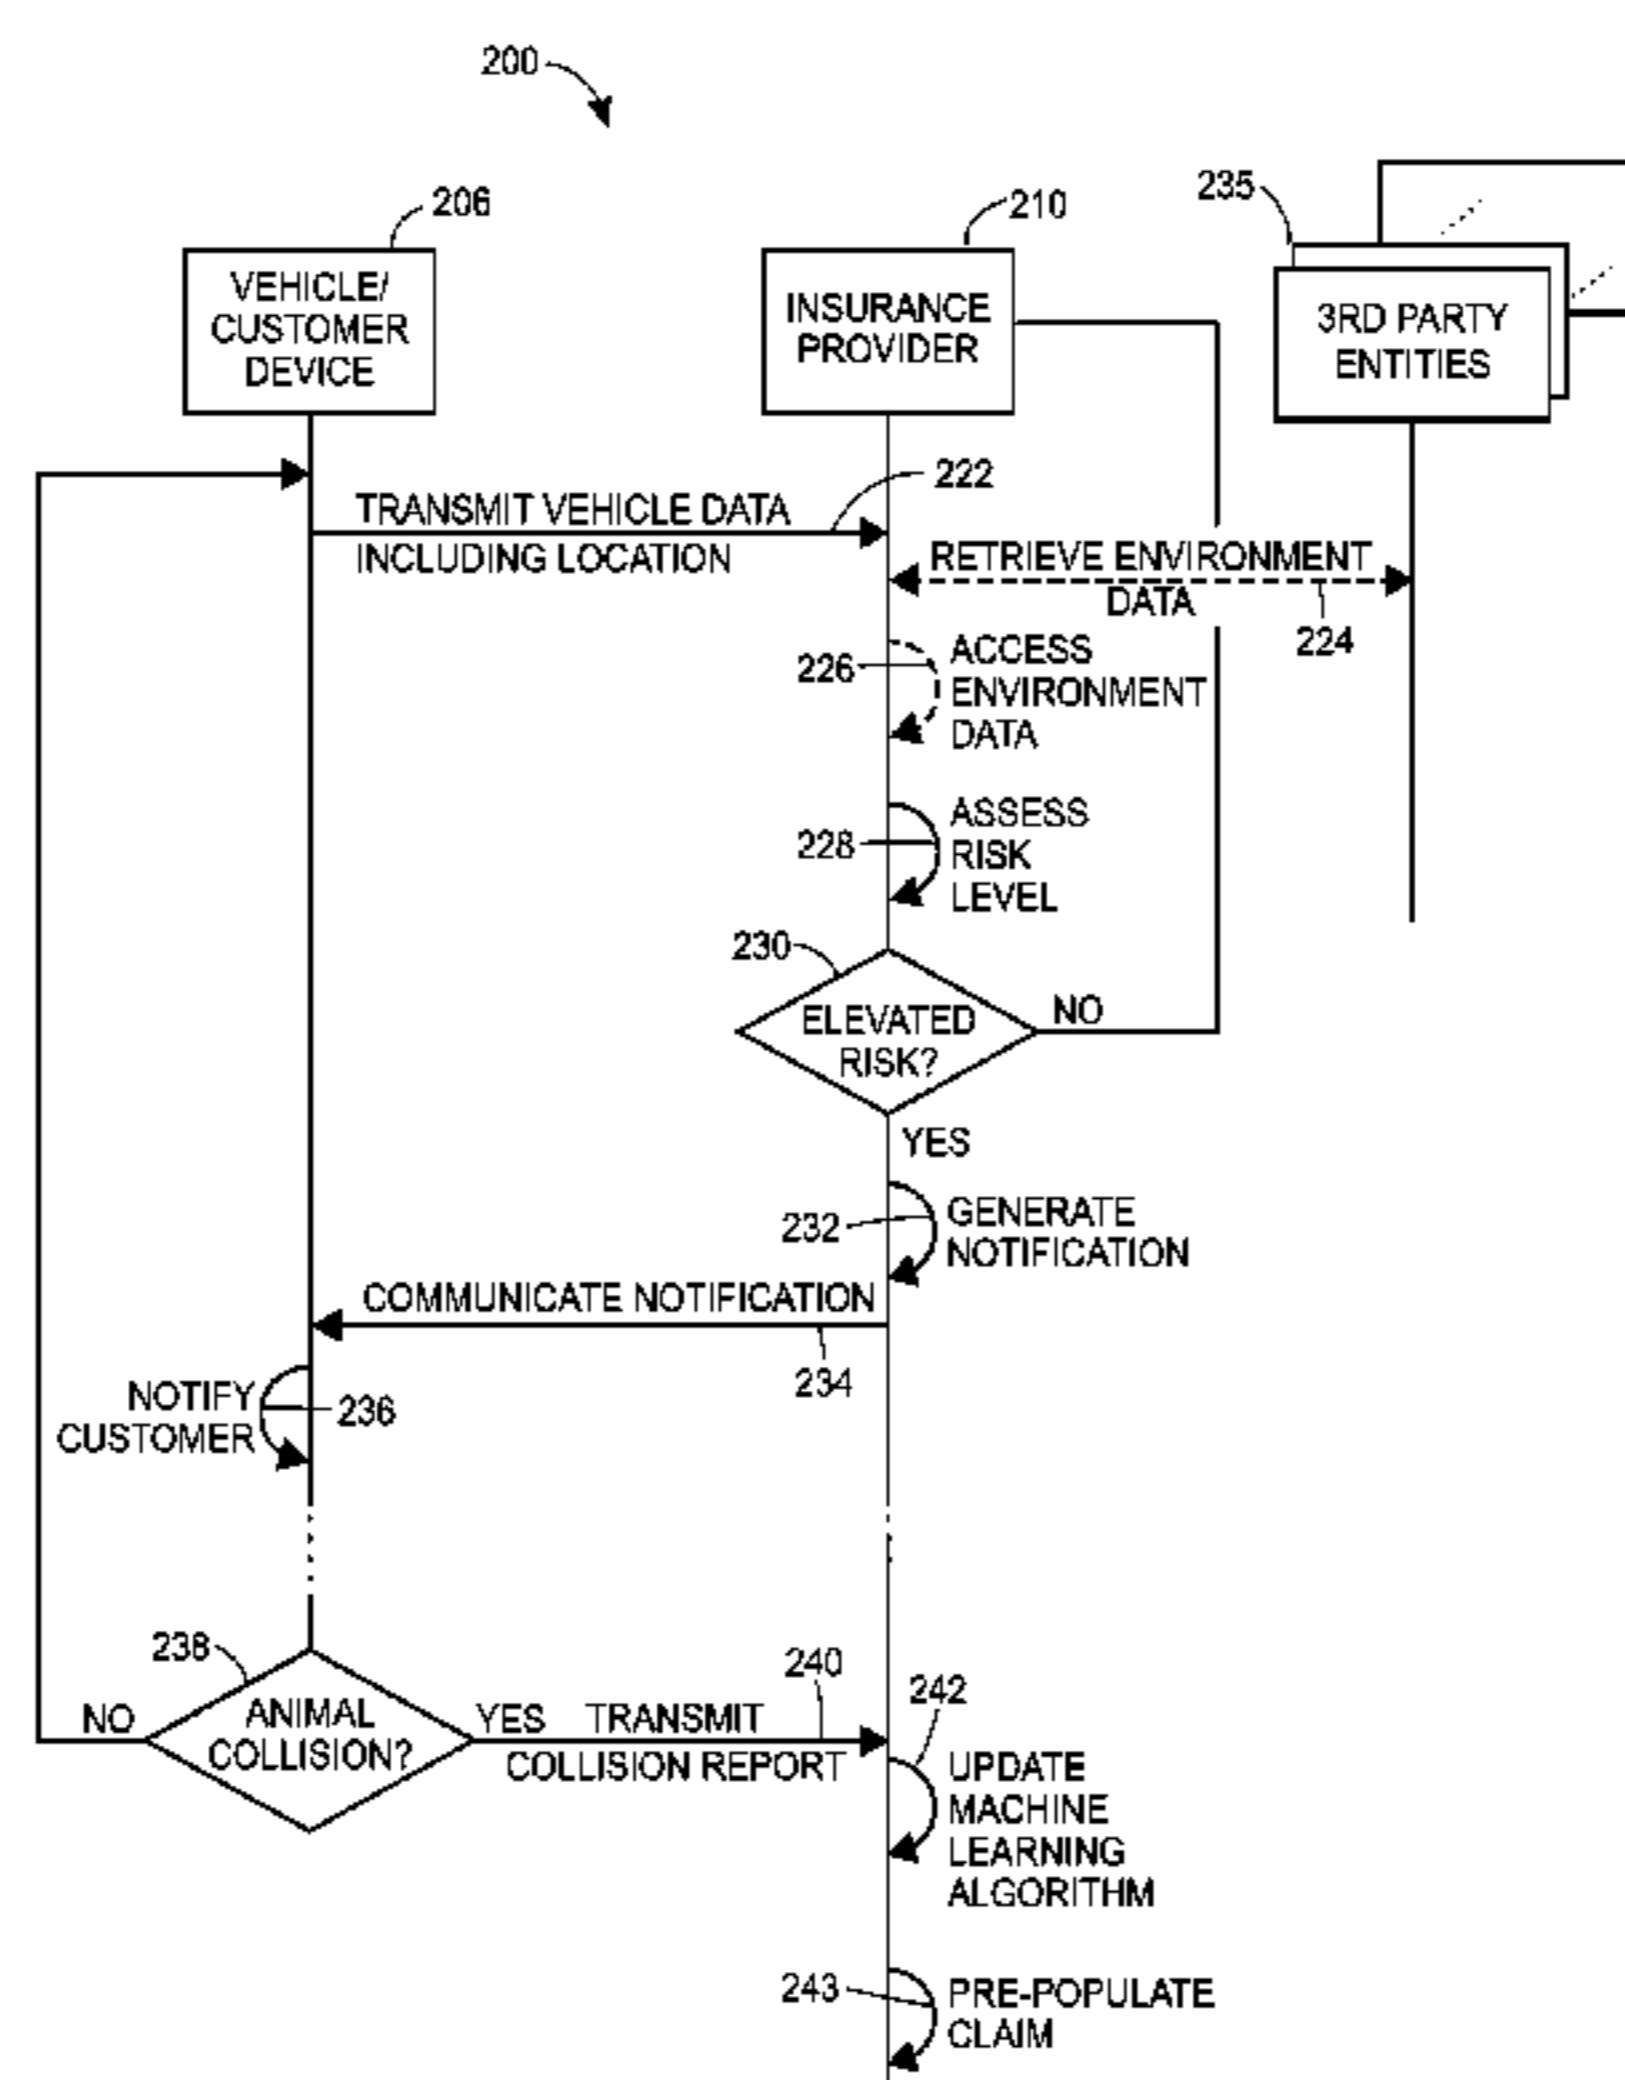 200
206
210
235
VEHICLE/
CUSTOMER
DEVICE
INSURANCE
PROVIDER
3RD PARTY
ENTITIES
222
TRANSMIT VEHICLE DATA
INCLUDING LOCATION
RETRIEVE ENVIRONMENT
DATA
224
226
ACCESS
ENVIRONMENT
DATA
228
ASSESS
RISK
LEVEL
230
ELEVATED
RISK?
NO
YES
232
GENERATE
NOTIFICATION
COMMUNICATE NOTIFICATION
234
NOTIFY
CUSTOMER
236
238
ANIMAL
COLLISION?
NO
YES TRANSMIT
COLLISION REPORT
240
242
UPDATE
MACHINE
LEARNING
ALGORITHM
243
PRE-POPULATE
CLAIM